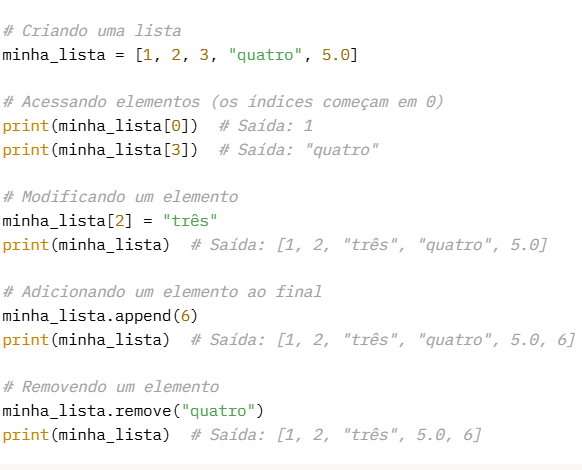 # Criando uma lista
minha_lista = [1, 2, 3, "quatro", 5.0]
# Acessando elementos (os índices começam em 0)
print(minha_lista[0])  # Saída: 1
print(minha_lista[3])  # Saída: "quatro"
# Modificando um elemento
minha_lista[2] = "três"
print(minha_lista)  # Saída: [1, 2, "três", "quatro", 5.0]
# Adicionando um elemento ao final
minha_lista.append(6)
print(minha_lista)  # Saída: [1, 2, "três", "quatro", 5.0, 6]
# Removendo um elemento
minha_lista.remove("quatro")
print(minha_lista)  # Saída: [1, 2, "três", 5.0, 6]